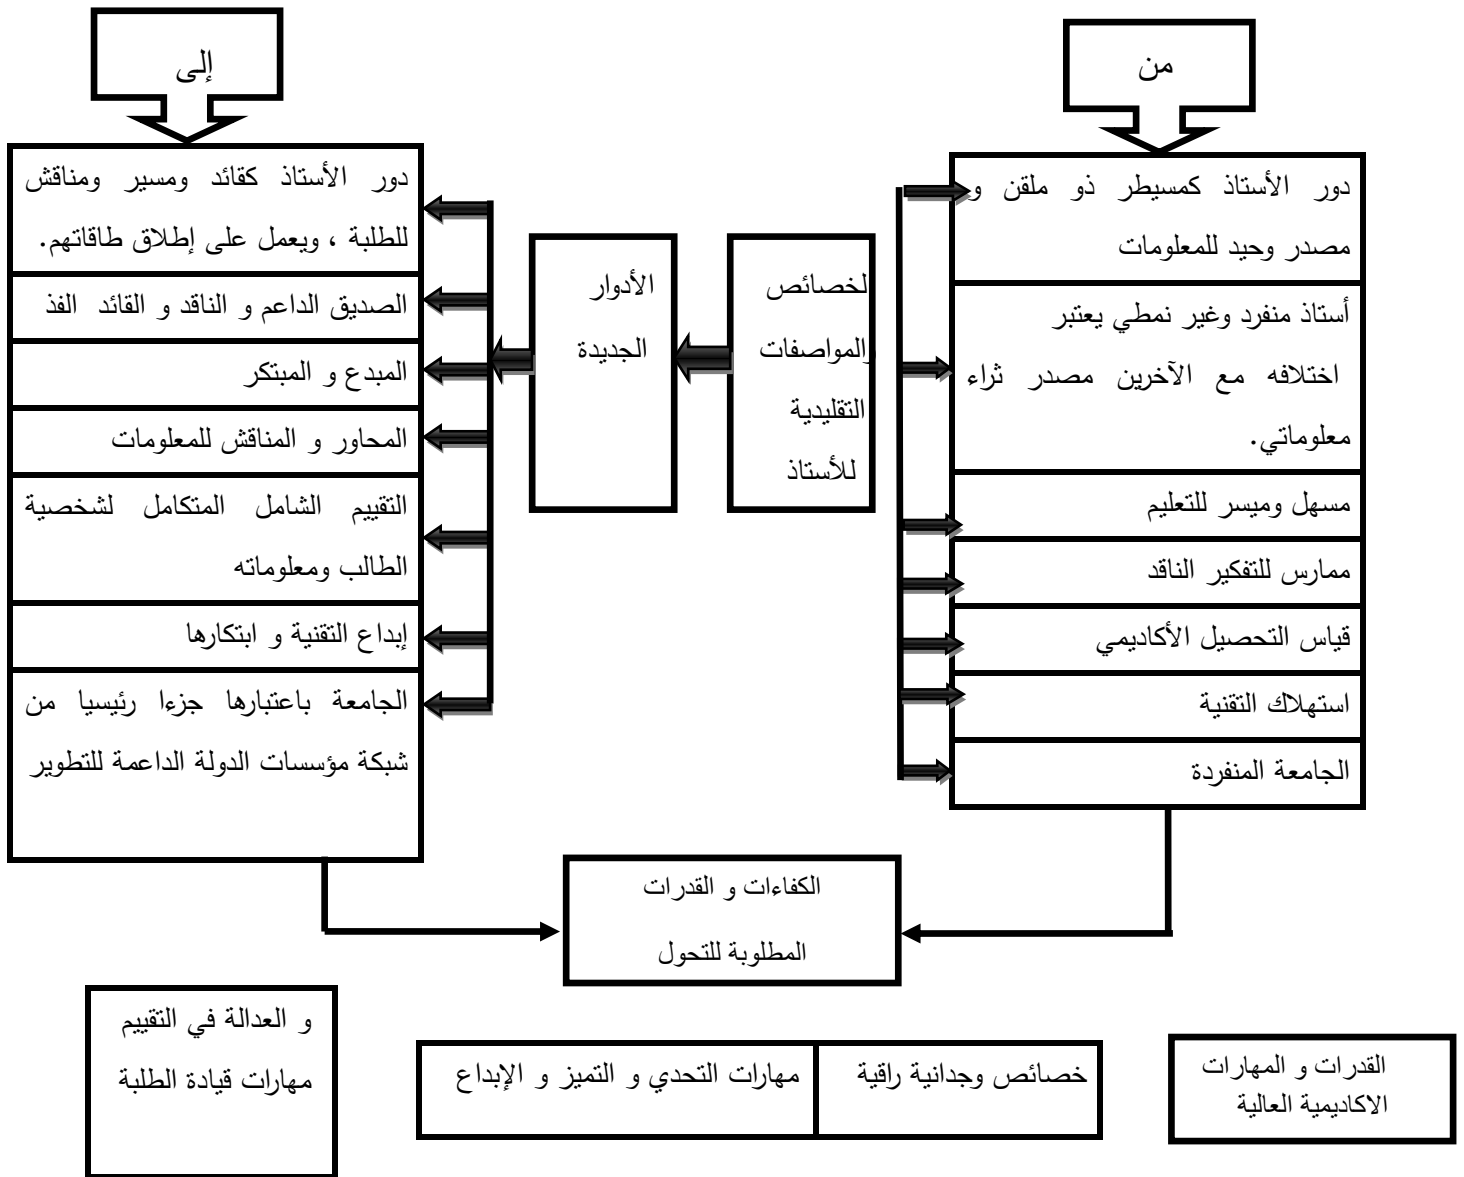 من
إلى
دور الأستاذ كمسيطر ذو ملقن و
مصدر وحيد للمعلومات
أستاذ منفرد وغير نمطي يعتبر
اختلافه مع الآخرين مصدر ثراء
معلوماتي.
مسهل وميسر للتعليم
ممارس للتفكير الناقد
قياس التحصيل الأكاديمي
استهلاك التقنية
الجامعة المنفردة
لخصائص
والمواصفات
التقليدية
للأستاذ
الأدوار
الجديدة
دور الأستاذ كقائد ومسير ومناقش
للطلبة ، ويعمل على إطلاق طاقاتهم.
الصديق الداعم و الناقد و القائد الفذ
المبدع و المبتكر
المحاور و المناقش للمعلومات
التقييم الشامل المتكامل لشخصية
الطالب ومعلوماته
إبداع التقنية و ابتكارها
الجامعة باعتبارها جزءا رئيسيا من
شبكة مؤسسات الدولة الداعمة للتطوير
الكفاءات و القدرات
المطلوبة للتحول
القدرات و المهارات
الاكاديمية العالية
خصائص وجدانية راقية
مهارات التحدي و التميز و الإبداع
و العدالة في التقييم
مهارات قيادة الطلبة